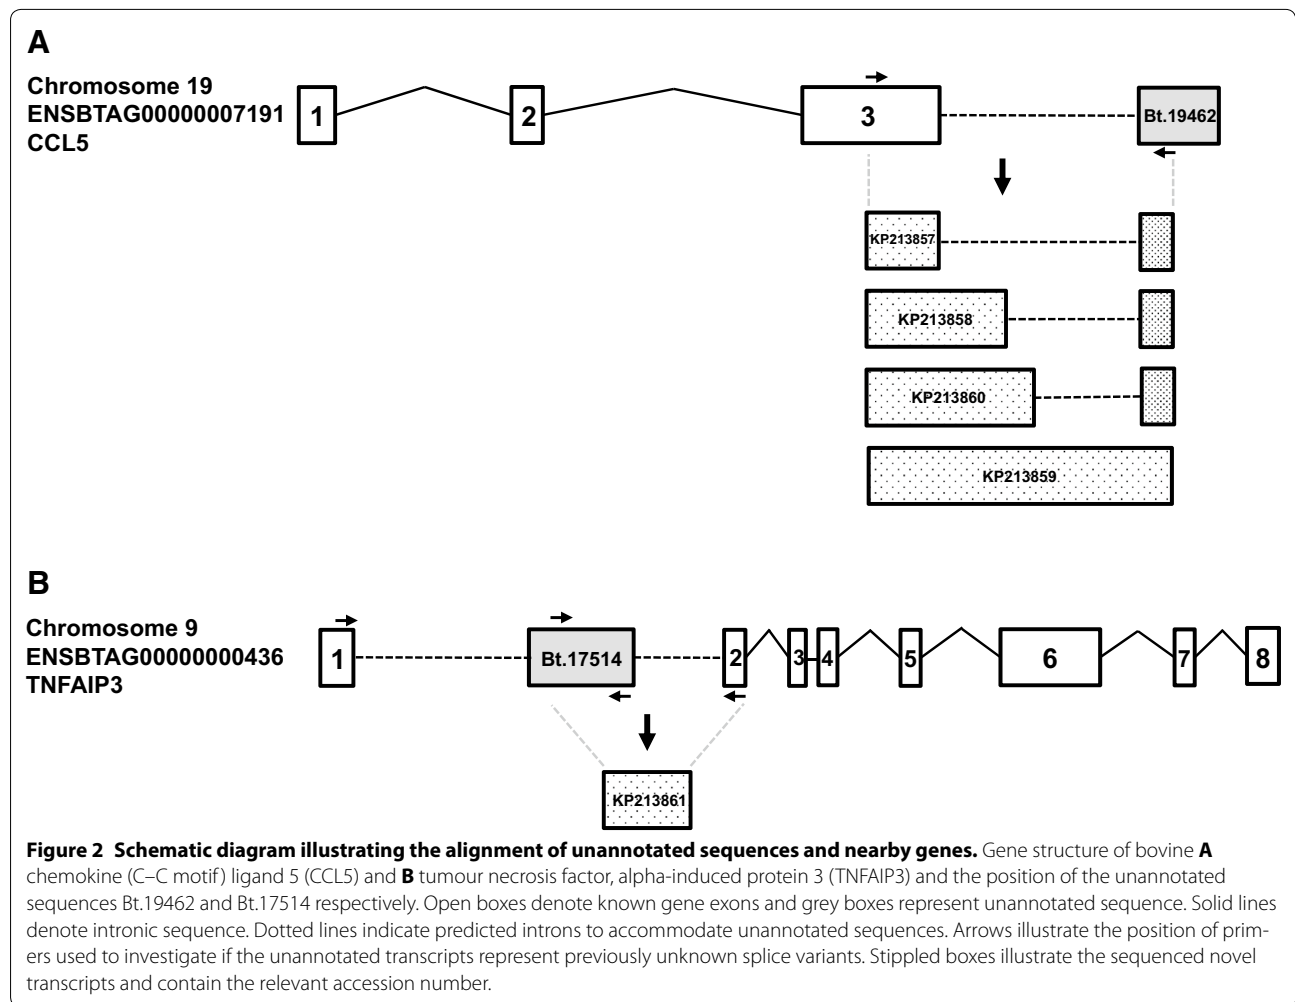 A
Chromosome 19
ENSBTAG00000007191
CCL5
1
2
3
Bt.19462
KP213857
KP213858
KP213860
KP213859
B
Chromosome 9
ENSBTAG00000000436
TNFAIP3
1
Bt.17514
2
3
4
5
6
7
8
KP213861
Figure 2 Schematic diagram illustrating the alignment of unannotated sequences and nearby genes. Gene structure of bovine A
chemokine (C–C motif) ligand 5 (CCL5) and B tumour necrosis factor, alpha-induced protein 3 (TNFAIP3) and the position of the unannotated
sequences Bt.19462 and Bt.17514 respectively. Open boxes denote known gene exons and grey boxes represent unannotated sequence. Solid lines
denote intronic sequence. Dotted lines indicate predicted introns to accommodate unannotated sequences. Arrows illustrate the position of prim-
ers used to investigate if the unannotated transcripts represent previously unknown splice variants. Stippled boxes illustrate the sequenced novel
transcripts and contain the relevant accession number.